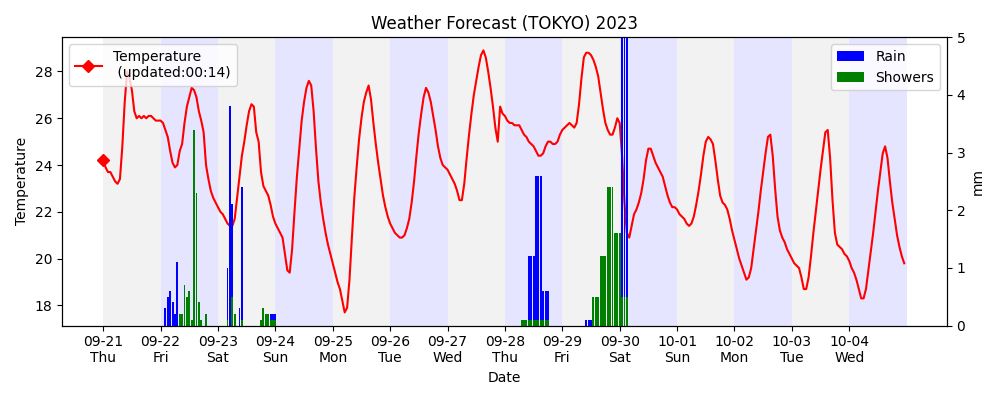 Weather Forecast (TOKYO) 2023
Temperature
(updated:00:14)
Rain
Showers
28
26
24
22
20
18
Temperature
5
4
3
2
1
0
mm
09-21 09-22 09-23 09-24 09-25 09-26 09-27 09-28 09-29 09-30 10-01 10-02 10-03 10-04
Thu Fri Sat Sun Mon Tue Wed Thu Fri Sat Sun Mon Tue Wed
Date